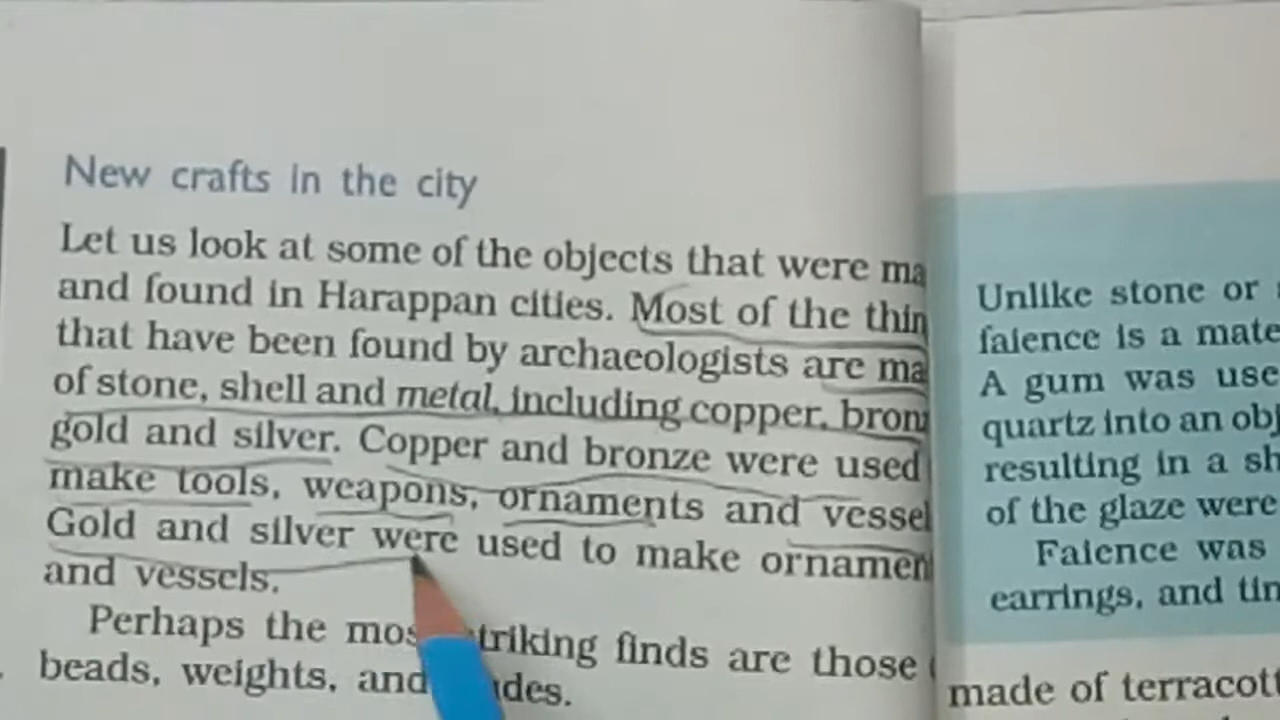 New crafts in the city
Let us look at some of the objects that were ma
and found in Harappan cities. Most of the thin
that have been found by archaeologists are ma
of stone, shell and metal, including copper, bron
gold and silver. Copper and bronze were used
make tools, weapons, ornaments and vessel
Gold and silver were used to make ornamen
and vessels.
Perhaps the mos triking finds are those
beads, weights, and des.
Unlike stone or
faience is a mate
A gum was use
quartz into an obj
resulting in a sh
of the glaze were
Faience was
earrings, and tin
made of terracott